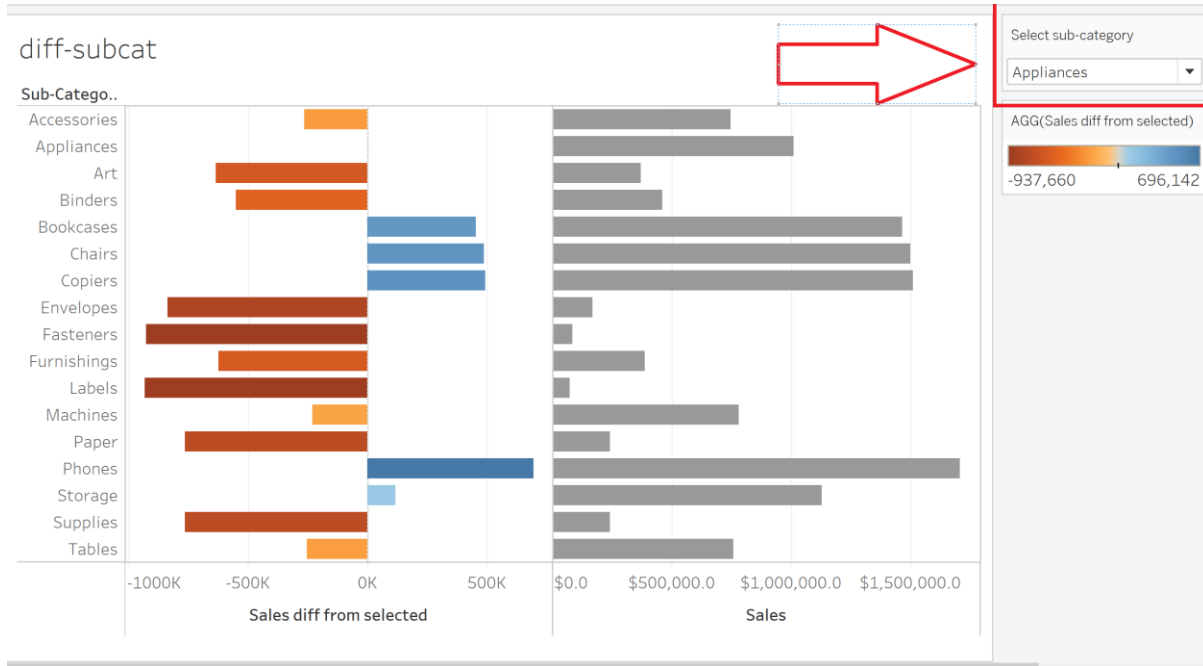 diff-subcat
Select sub-category
Appliances
AGG(Sales diff from selected)
-937,660 696,142
Sub-Catego..
Accessories
Appliances
Art
Binders
Bookcases
Chairs
Copiers
Envelopes
Fasteners
Furnishings
Labels
Machines
Paper
Phones
Storage
Supplies
Tables
-1000K -500K 0K 500K
Sales diff from selected
$0.0 $500,000.0 $1,000,000.0 $1,500,000.0
Sales